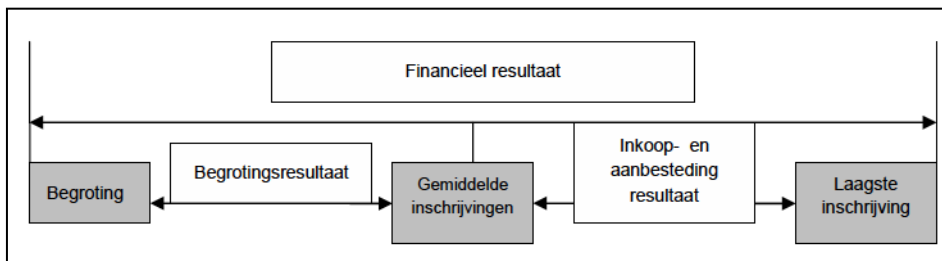 Financieel resultaat
Begroting
Begrotingsresultaat
Gemiddelde
inschrijvingen
Inkoop- en
aanbesteding
resultaat
Laagste
inschrijving